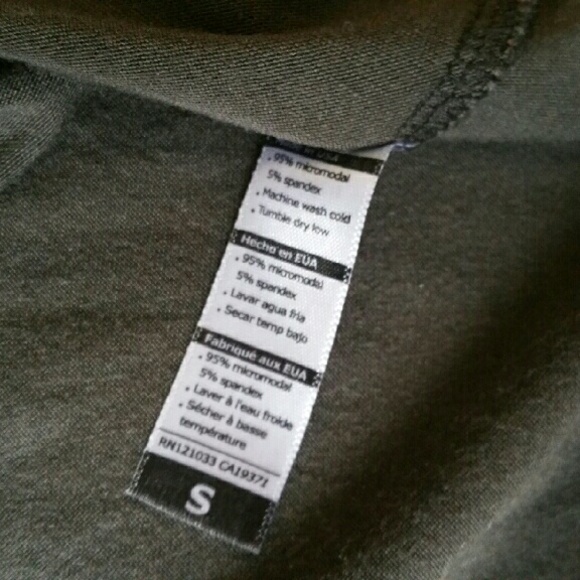 in USA
• 95% micromodal
5% spandex
• Machine wash cold
• Tumble dry low
Hecho en EUA
• 95% micromodal
5% spandex
• Lavar agua fria
• Secar temp bajo
Fabriqué aux EUA
• 95% micromodal
5% spandex
• Laver à l'eau froide
• Sécher à basse
température
RN121033 CA19371
S